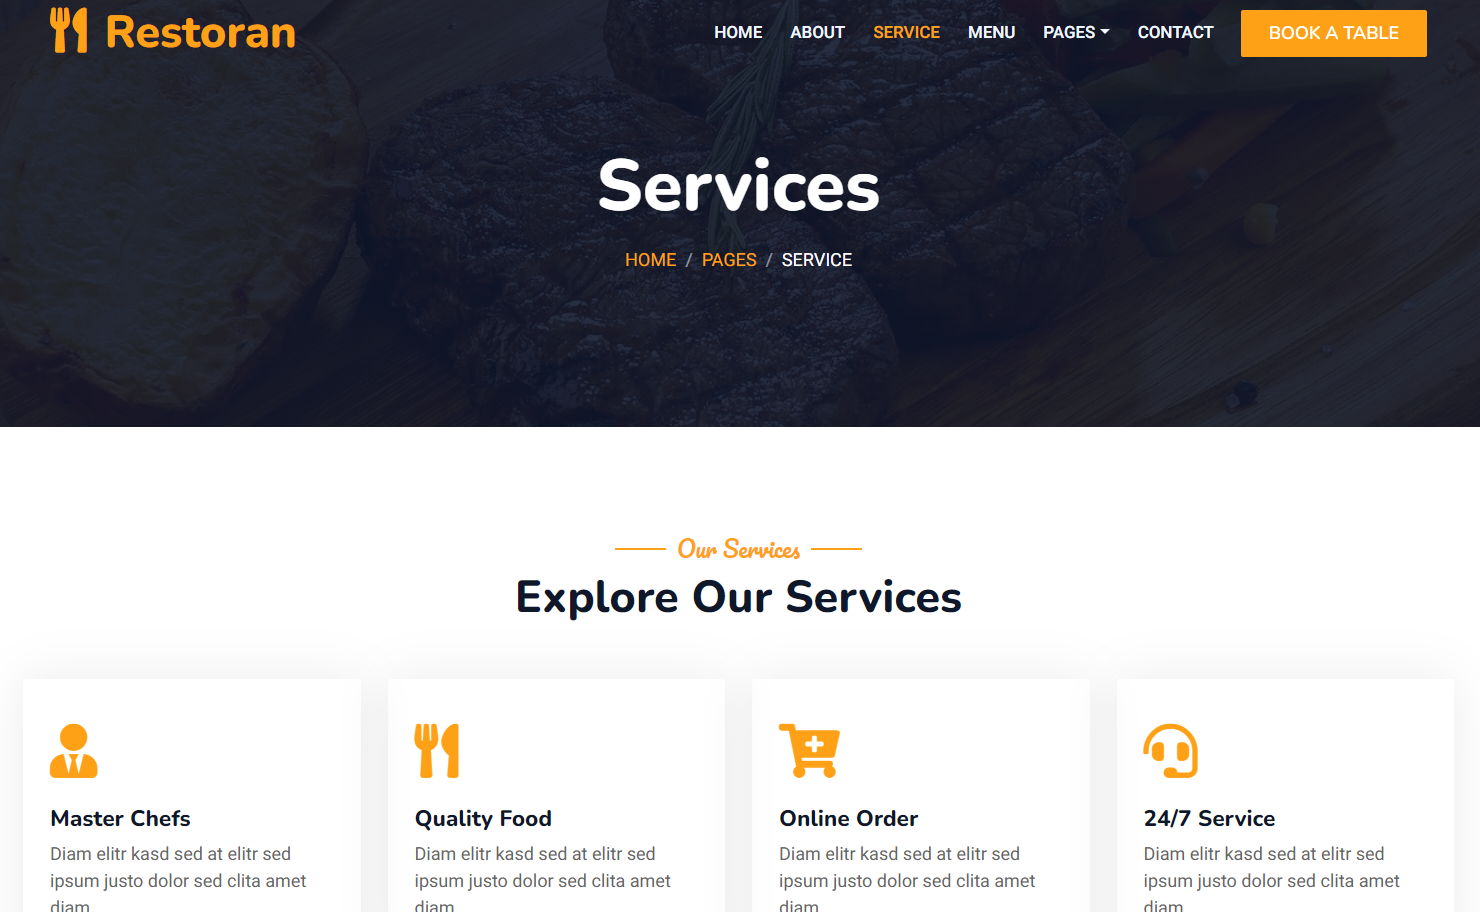 Restoran
HOME ABOUT SERVICE MENU PAGES CONTACT BOOK A TABLE
Services
HOME / PAGES / SERVICE
Our Services
Explore Our Services
Master Chefs
Diam elitr kasd sed at elitr sed
ipsum justo dolor sed clita amet
diam
Quality Food
Diam elitr kasd sed at elitr sed
ipsum justo dolor sed clita amet
diam
Online Order
Diam elitr kasd sed at elitr sed
ipsum justo dolor sed clita amet
diam
24/7 Service
Diam elitr kasd sed at elitr sed
ipsum justo dolor sed clita amet
diam